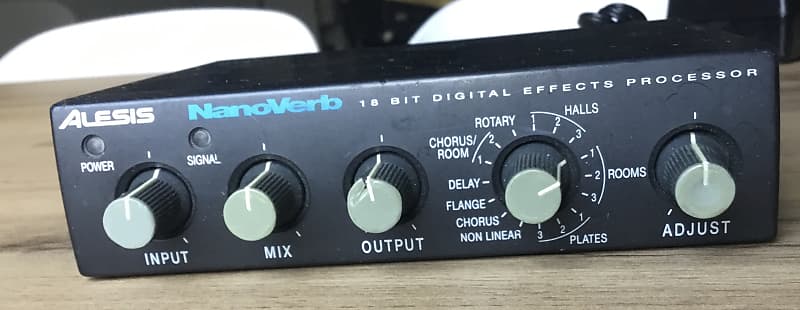 ALESIS NanoVerb 18 BIT DIGITAL EFFECTS PROCESSOR
POWER
SIGNAL
INPUT
MIX
OUTPUT
HALLS
1 2 3
ROOMS
1
2
3
PLATES
1
2
3
NON LINEAR
CHORUS
FLANGE
DELAY
CHORUS/
ROOM
1
2
ROTARY
ADJUST